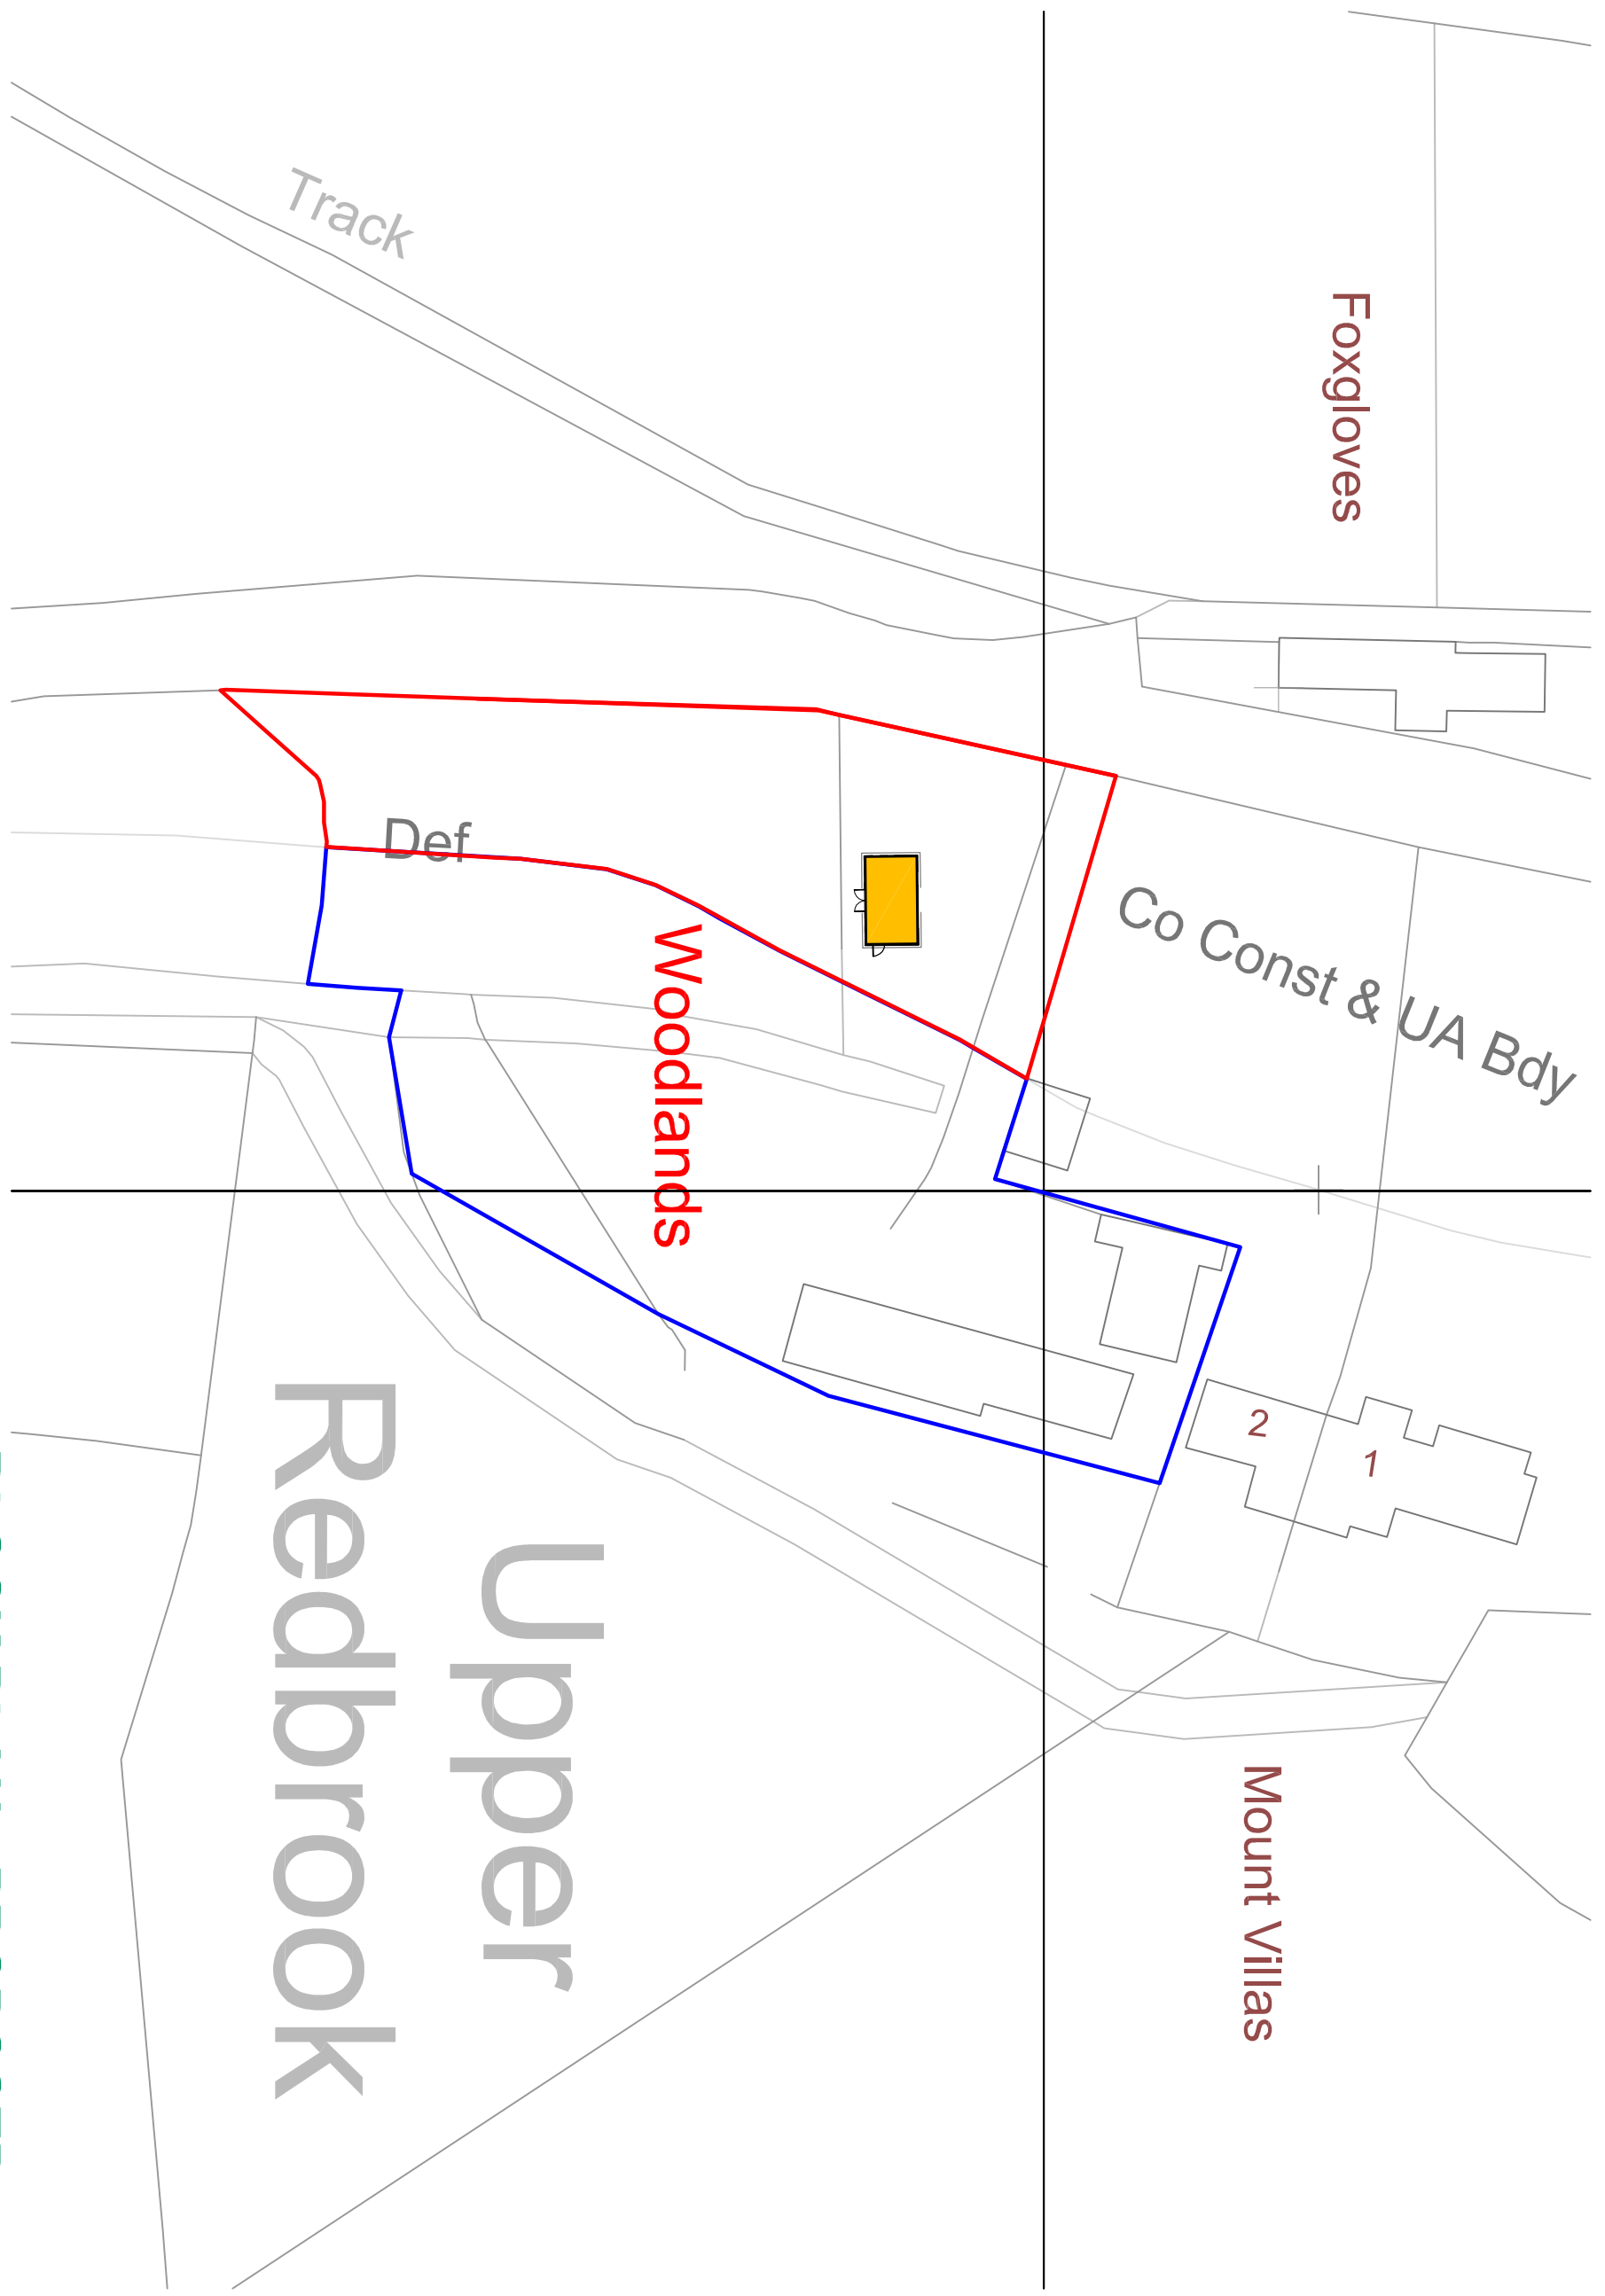 Track
Foxgloves
Def
Co Const & UA Bdy
Woodlands
2
1
Upper
Redbrook
Mount Villas